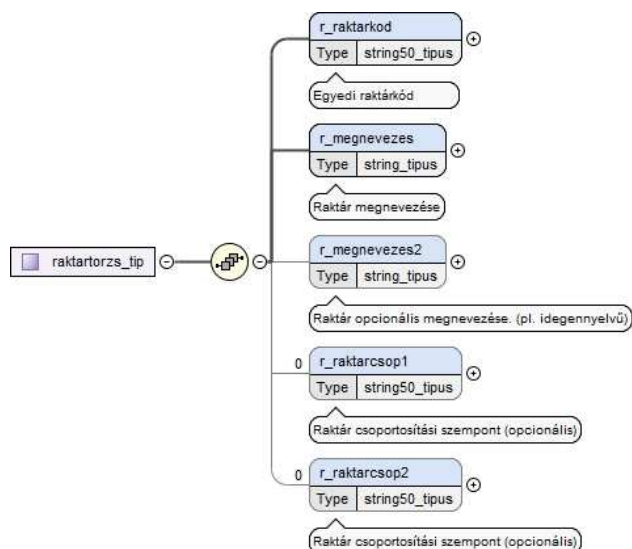 r_raktarkod
Type string50_tipus
Egyedi raktárkód
r_megnevezes
Type string_tipus
Raktár megnevezése
raktartorzs_tip
r_megnevezes2
Type string_tipus
Raktár opcionális megnevezése. (pl. idegennyelvű)
0 r_raktarcsop1
Type string50_tipus
Raktár csoportosítási szempont (opcionális)
0 r_raktarcsop2
Type string50_tipus
Raktár csoportosítási szempont (opcionális)